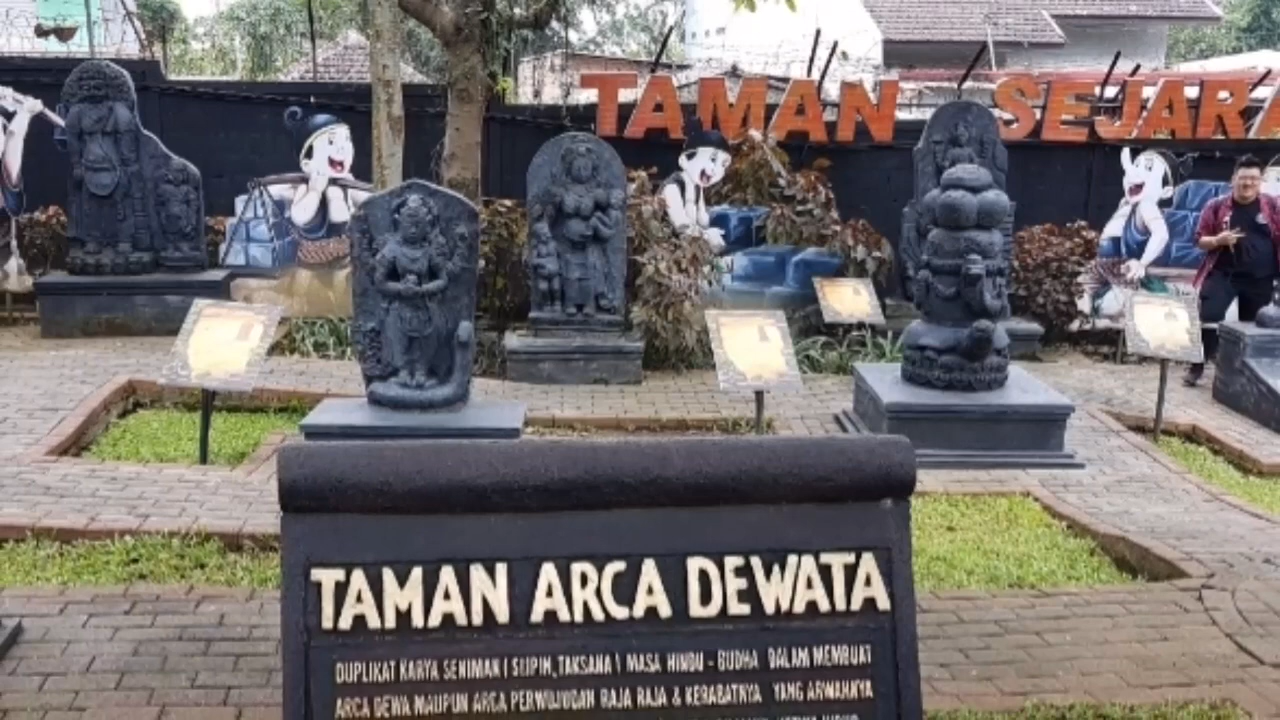 TAMAN SEJARA
TAMAN ARCA DEWATA
DUPLIKAT KARYA SENIMAN ( SILPIN, TAKSANA ) MASA HINDU - BUDHA DALAM MEMBUAT
ARCA DEWA MAUPUN ARCA PERWUJUDAN RAJA RAJA & KERABATNYA YANG ARWAHNYA